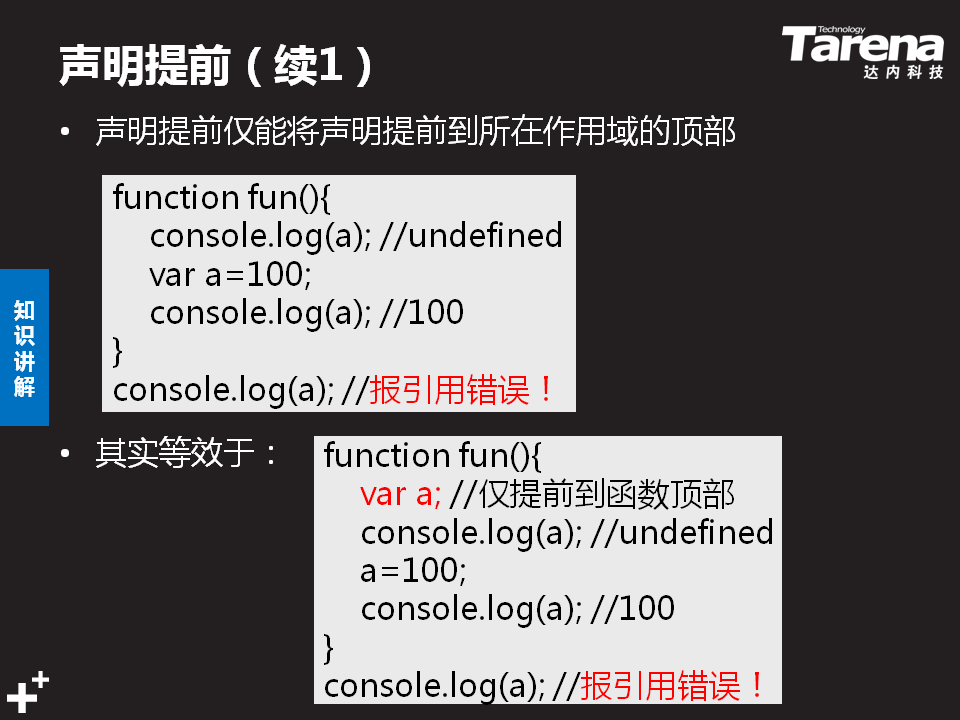 声明提前（续1）
Technology
Tarena
达内科技
• 声明提前仅能将声明提前到所在作用域的顶部
function fun(){
console.log(a); //undefined
var a=100;
console.log(a); //100
}
console.log(a); //报引用错误！
知识讲解
• 其实等效于：
function fun(){
var a; //仅提前到函数顶部
console.log(a); //undefined
a=100;
console.log(a); //100
}
console.log(a); //报引用错误！